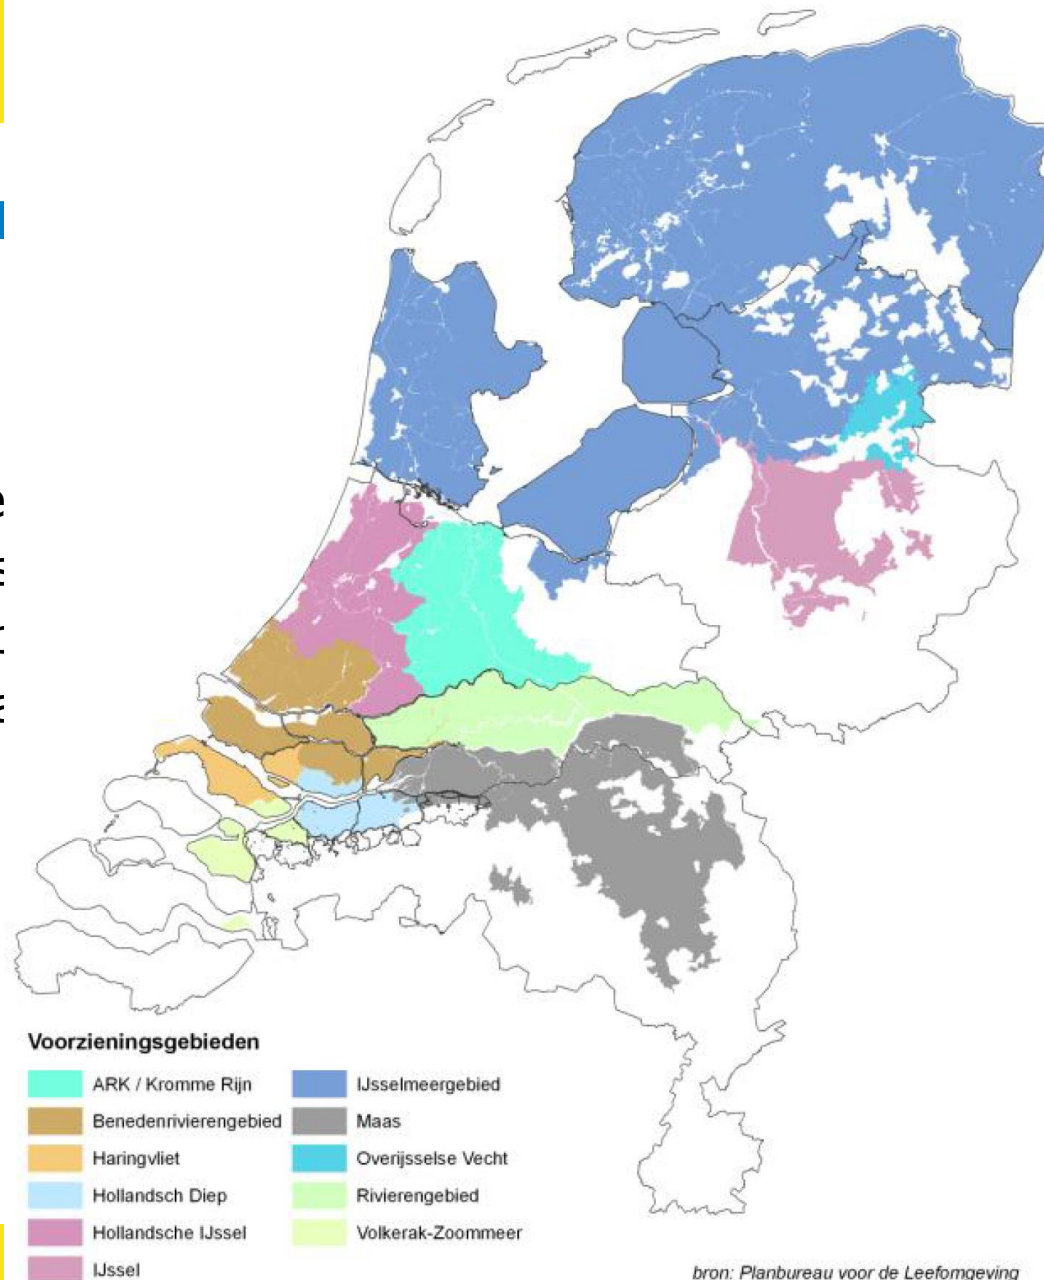 Voorzieningsgebieden
ARK / Kromme Rijn
Benedenrivierengebied
Haringvliet
Hollandsch Diep
Hollandsche IJssel
IJssel
IJsselmeergebied
Maas
Overijsselse Vecht
Rivierengebied
Volkerak-Zoommeer
bron: Planbureau voor de Leefomgeving